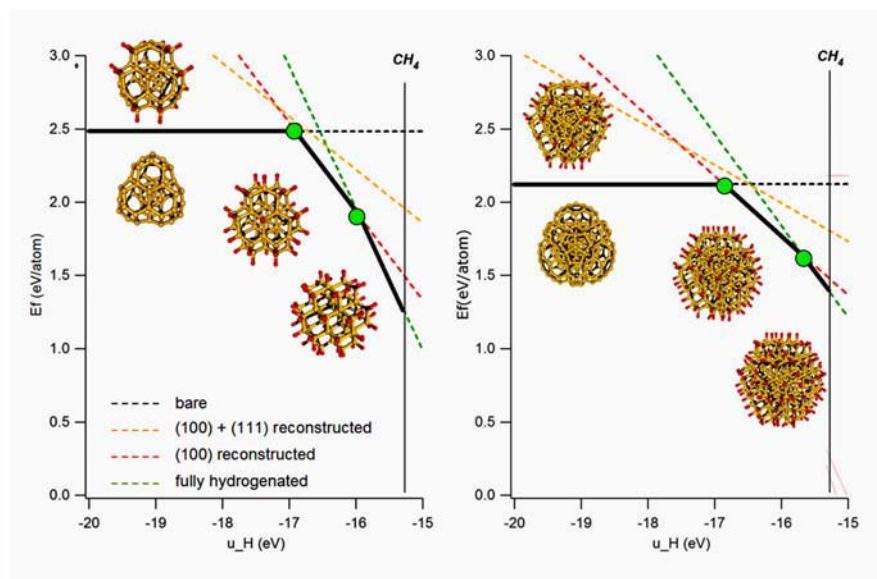 CH4
3.0
2.5
2.0
1.5
1.0
0.5
0.0
Ef (eV/atom)
bare
(100) + (111) reconstructed
(100) reconstructed
fully hydrogenated
-20
-19
-18
-17
-16
-15
u_H (eV)
CH4
3.0
2.5
2.0
1.5
1.0
0.5
0.0
Ef(eV/atom)
-20
-19
-18
-17
-16
-15
u_H (eV)